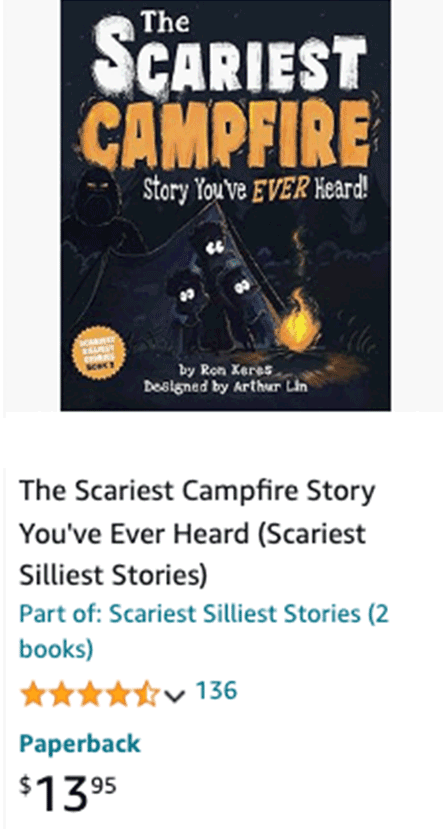 The
SCARIEST
CAMPFIRE
Story You've EVER Heard!
SCARIEST
SILLIEST
STORIES
by Ron Keres
Designed by Arthur Lin
The Scariest Campfire Story
You've Ever Heard (Scariest
Silliest Stories)
Part of: Scariest Silliest Stories (2
books)
136
Paperback
$13.95